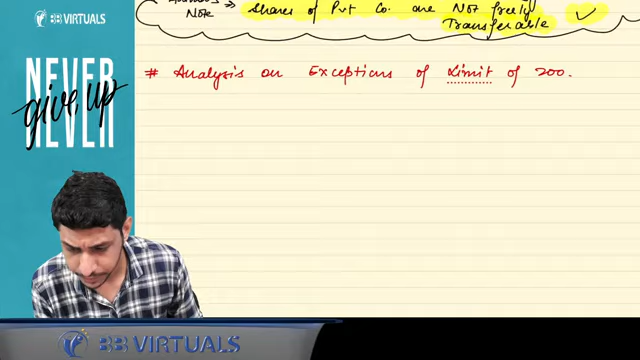 BB VIRTUALS
Note → Shares of Pvt Co. are Not freely
Transferable ✓
# Analysis on Exceptions of Limit of 200.
NEVER
give up
NEVER
BB VIRTUALS